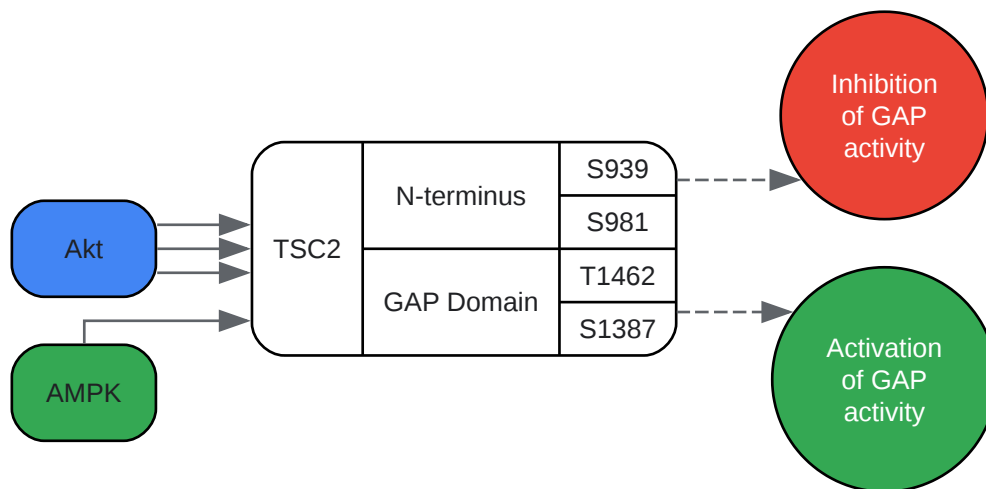 Akt
AMPK
TSC2
N-terminus
GAP Domain
S939
S981
T1462
S1387
Inhibition
of GAP
activity
Activation
of GAP
activity